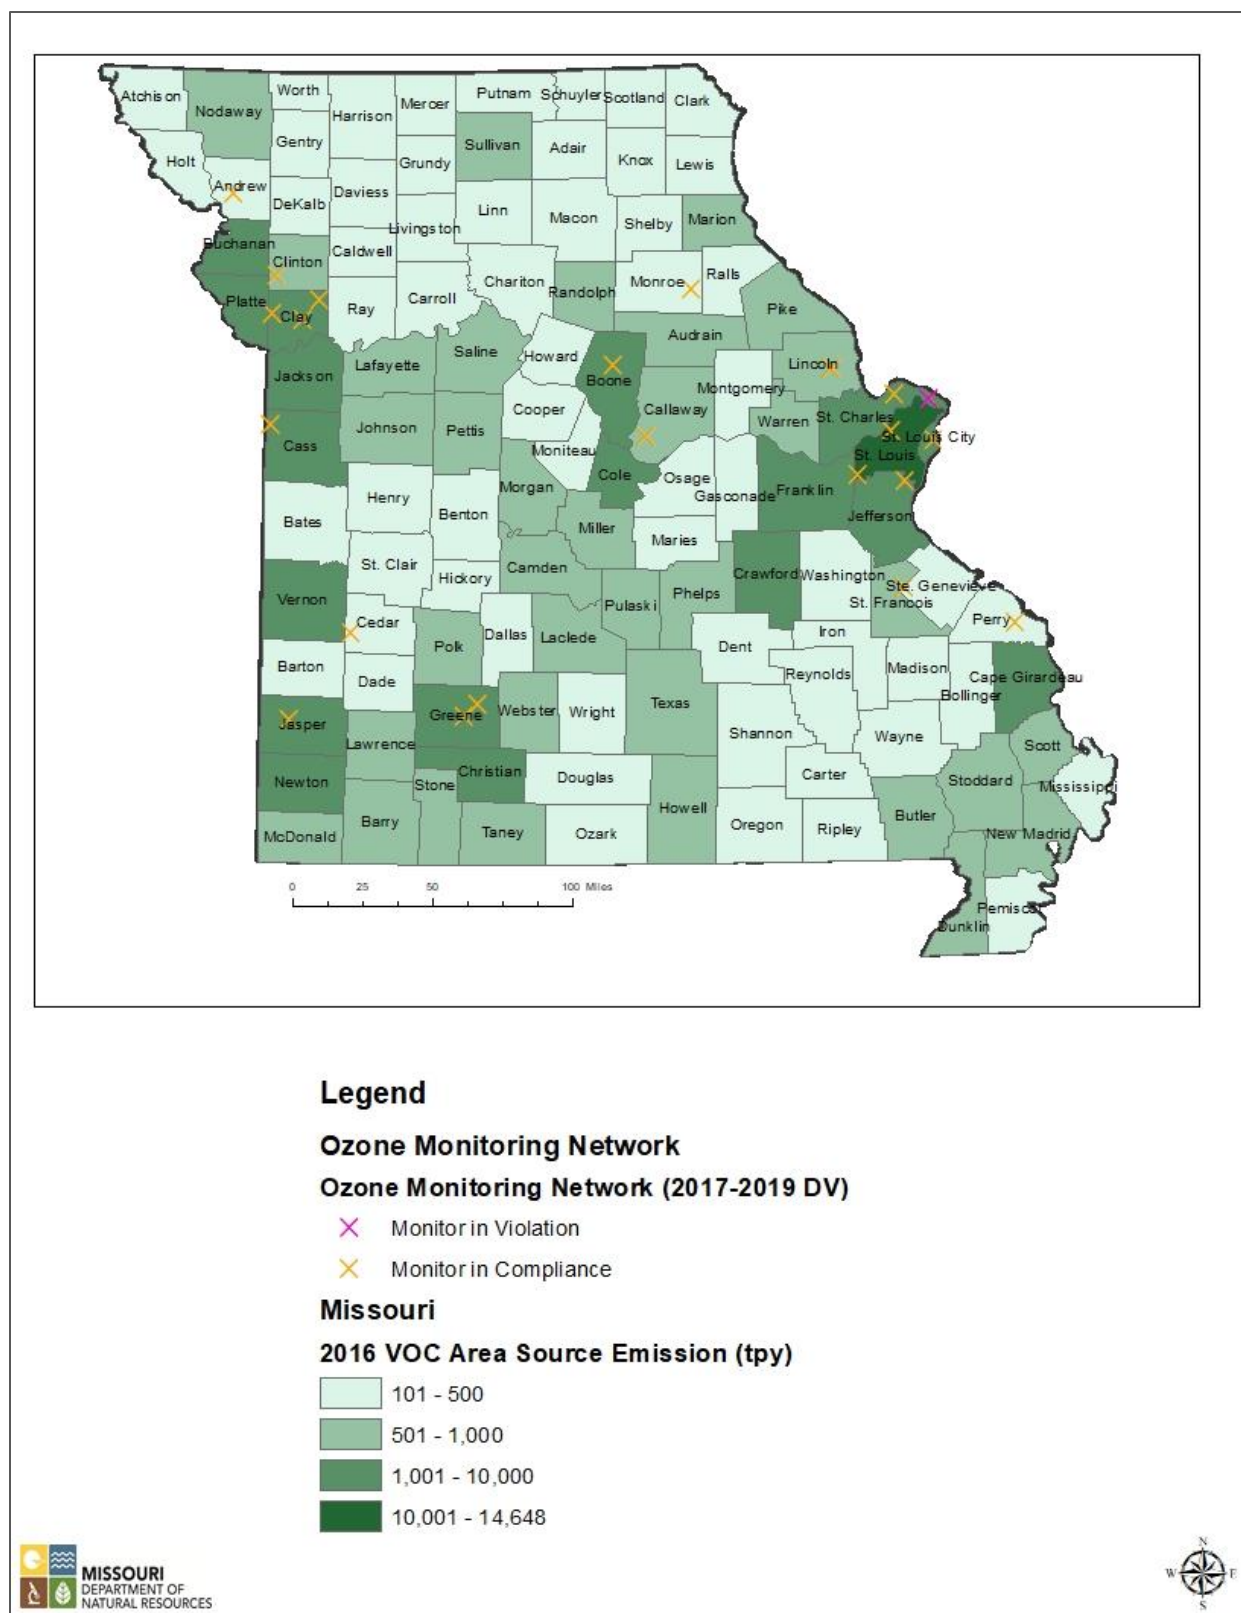 Atchison
Nodaway
Worth
Harrison
Mercer
Putnam
Schuyler
Scotland
Clark
Gentry
Sullivan
Adair
Knox
Lewis
Holt
Grundy
Andrew
DeKalb
Daviess
Linn
Macon
Shelby
Marion
Livingston
Buchanan
Clinton
Caldwell
Chariton
Randolph
Monroe
Ralls
Platte
Clay
Ray
Carroll
Pike
Audrain
Saline
Howard
Lafayette
Lincoln
Jackson
Boone
Montgomery
Cooper
Callaway
Warren
St. Charles
Johnson
Pettis
St. Louis City
Cass
Moniteau
St. Louis
Cole
Osage
Morgan
Franklin
Henry
Gasconade
Benton
Jefferson
Bates
Miller
Maries
St. Clair
Camden
Crawford
Washington
Hickory
Ste. Genevieve
Vernon
Phelps
St. Francois
Pulaski
Cedar
Perry
Dallas
Laclede
Iron
Polk
Dent
Barton
Reynolds
Madison
Dade
Cape Girardeau
Bollinger
Texas
Greene
Webster
Wright
Jasper
Shannon
Wayne
Lawrence
Scott
Christian
Carter
Newton
Stone
Douglas
Stoddard
Mississippi
Howell
Butler
Barry
Oregon
Ripley
McDonald
Taney
Ozark
New Madrid
Pemiscot
Dunklin
0 25 50 100 Miles
Legend
Ozone Monitoring Network
Ozone Monitoring Network (2017-2019 DV)
Monitor in Violation
Monitor in Compliance
Missouri
2016 VOC Area Source Emission (tpy)
101 - 500
501 - 1,000
1,001 - 10,000
10,001 - 14,648
MISSOURI
DEPARTMENT OF
NATURAL RESOURCES
N
W E
S